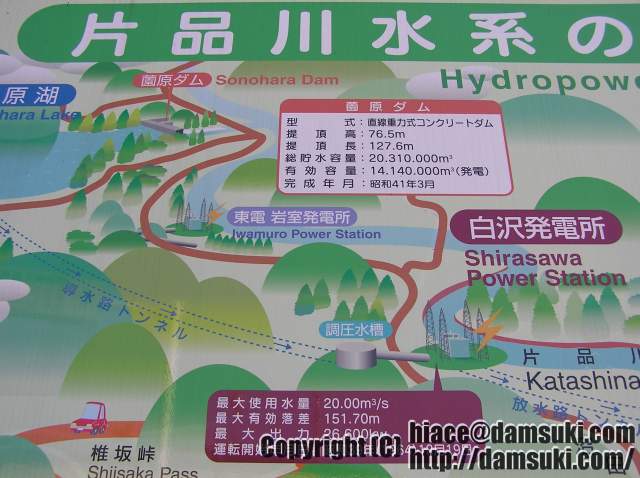 片品川水系の
Hydropowe
薗原ダム Sonohara Dam
原湖
hara Lake
薗原ダム
型 式：直線重力式コンクリートダム
提 頂 高：76.5m
提 頂 長：127.6m
総貯水容量：20.310.000m³
有効容量：14.140.000m³(発電)
完成年月：昭和41年3月
東電 岩室発電所
Iwamuro Power Station
白沢発電所
Shirasawa
Power Station
導水路トンネル
調圧水槽
片品川
Katashina
放水路ト
最大使用水量 20.00m³/s
最大有効落差 151.70m
最大出力 26.600kw
運転開始
椎坂峠
Shiisaka Pass
Copyright(C) hiace@damsuki.com
http://damsuki.com/